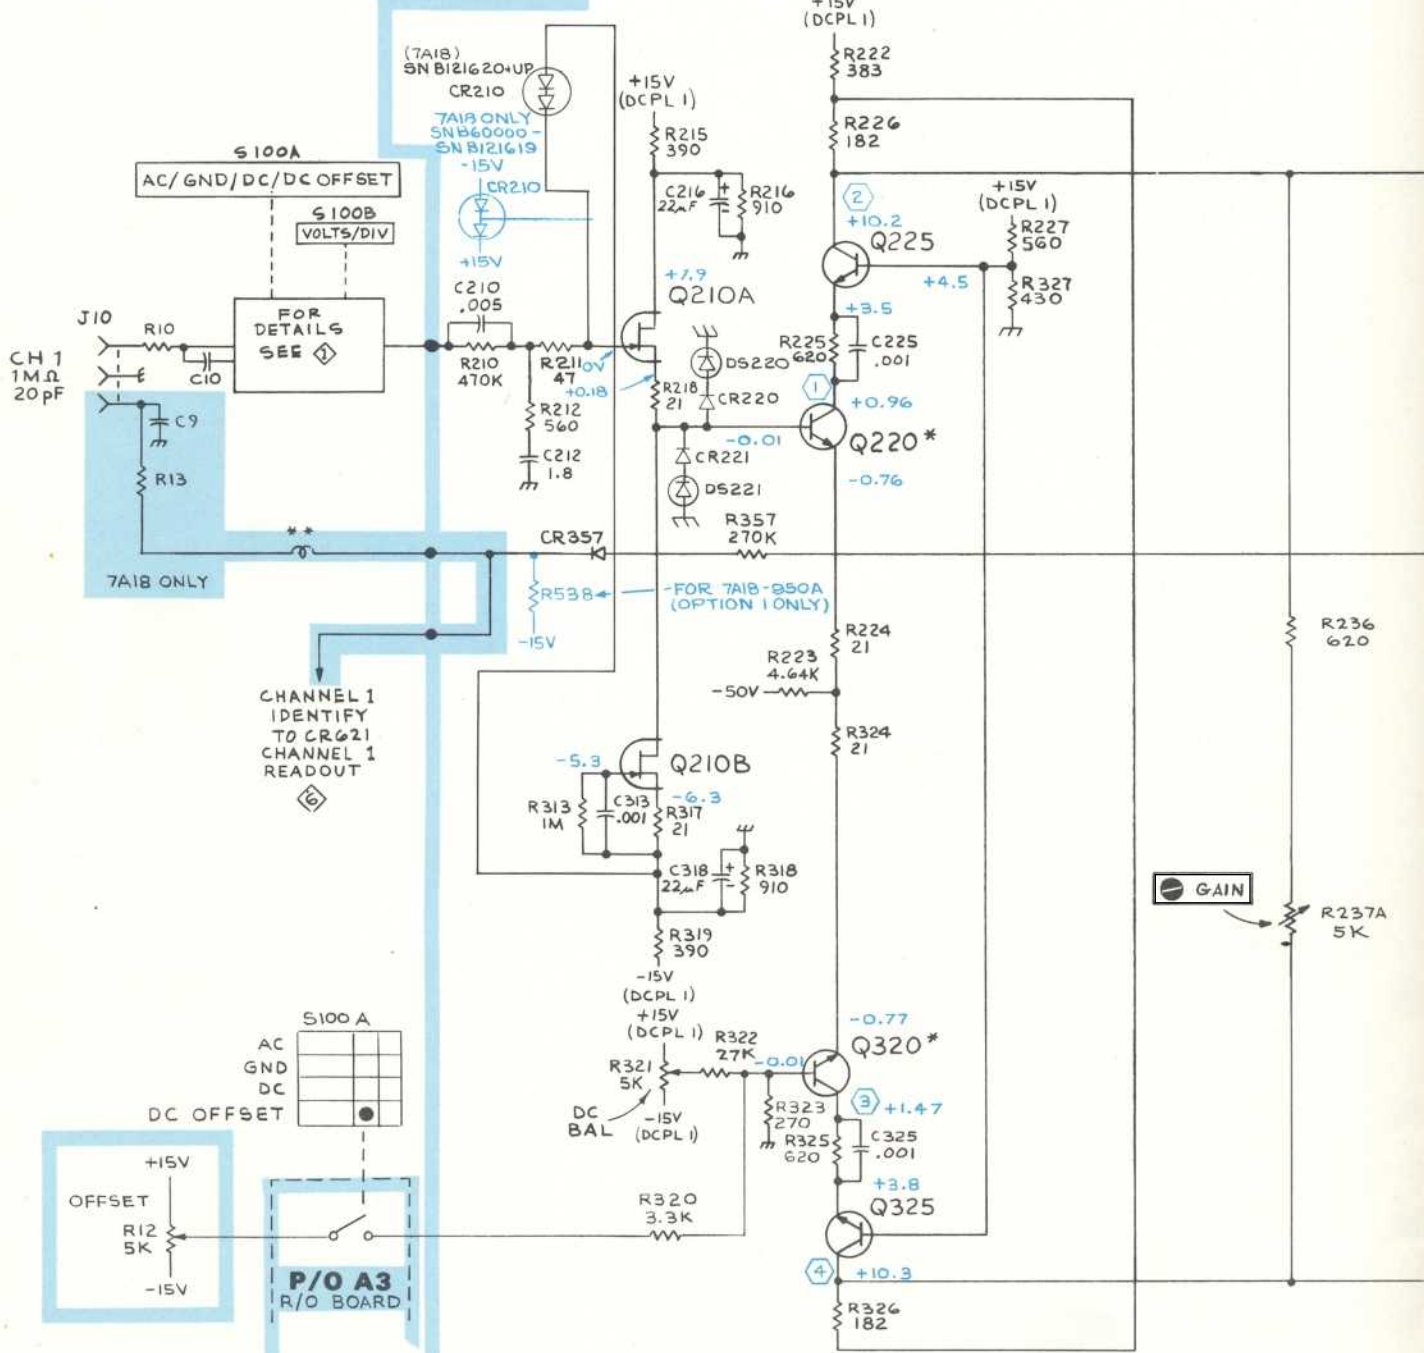 +15V
(DCPL 1)
R222
383
(7A18)
SN B121620+UP
CR210
7A18 ONLY
SN B60000-
SN B121619
-15V
CR210
+15V
+15V
(DCPL 1)
R215
390
R226
182
S100A
AC/GND/DC/DC OFFSET
S100B
VOLTS/DIV
C216
22µF
+
-
R216
910
2
+10.2
Q225
+15V
(DCPL 1)
R227
560
+4.5
R327
430
+3.5
+7.9
Q210A
C210
.005
J10
R10
C10
FOR
DETAILS
SEE 1
CH 1
1MΩ
20pF
R210
470K
R211
47
0V
+0.18
R218
21
DS220
CR220
R225
620
C225
.001
1
+0.96
Q220*
-0.01
-0.76
C9
R212
560
C212
1.8
CR221
DS221
R13
**
CR357
R357
270K
7A18 ONLY
R538
-FOR 7A18-950A
(OPTION 1 ONLY)
-15V
R224
21
R223
4.64K
-50V
R324
21
R236
620
CHANNEL 1
IDENTIFY
TO CR621
CHANNEL 1
READOUT
6
-5.3
Q210B
-6.3
R313
1M
C313
.001
R317
21
C318
22µF
+
-
R318
910
R319
390
-15V
(DCPL 1)
GAIN
R237A
5K
+15V
(DCPL 1)
R321
5K
DC
BAL
-15V
(DCPL 1)
R322
27K
-0.01
-0.77
Q320*
R323
270
3
+1.47
R325
620
C325
.001
+3.8
Q325
4
+10.3
R326
182
S100A
AC
GND
DC
DC OFFSET
+15V
OFFSET
R12
5K
-15V
R320
3.3K
P/O A3
R/O BOARD